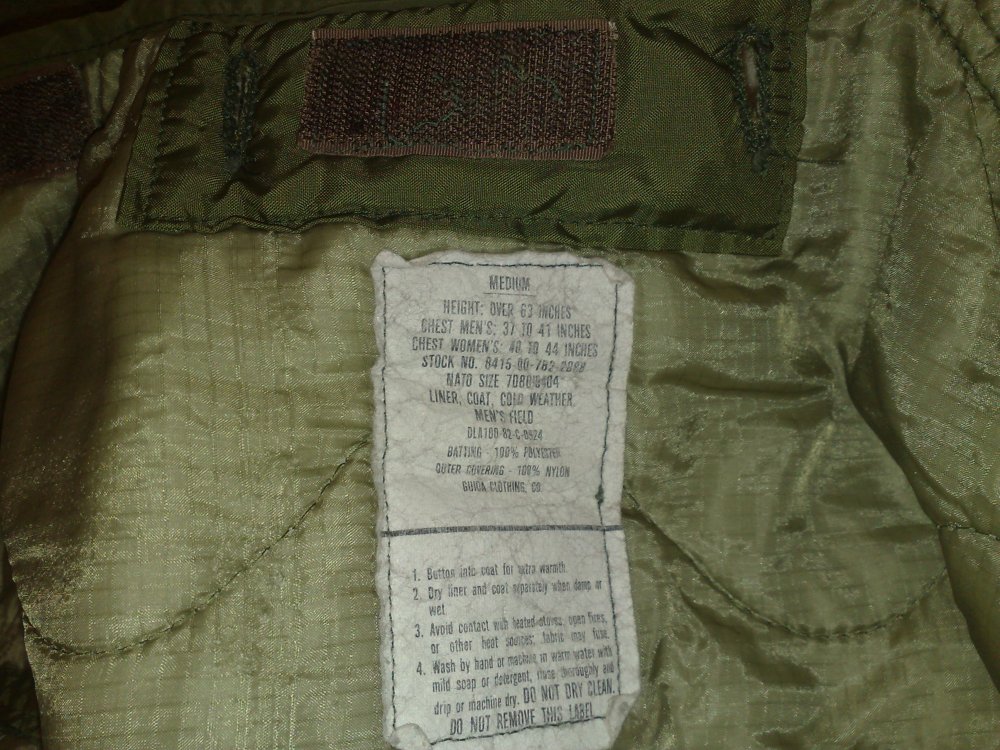 MEDIUM
HEIGHT: OVER 63 INCHES
CHEST MEN'S: 37 TO 41 INCHES
CHEST WOMEN'S: 40 TO 44 INCHES
STOCK NO. 8415-00-782-2888
NATO SIZE 7080/8404
LINER, COAT, COLD WEATHER
MEN'S FIELD
DLA100-82-C-0524
BATTING - 100% POLYESTER
OUTER COVERING - 100% NYLON
CLOTHING, CO.
1. Button into coat for extra warmth.
2. Dry liner and coat separately when damp or
wet.
3. Avoid contact with heated stoves, open fires,
or other heat sources; fabric may fuse.
4. Wash by hand or machine in warm water with
mild soap or detergent, rinse thoroughly and
drip or machine dry. DO NOT DRY CLEAN.
DO NOT REMOVE THIS LABEL